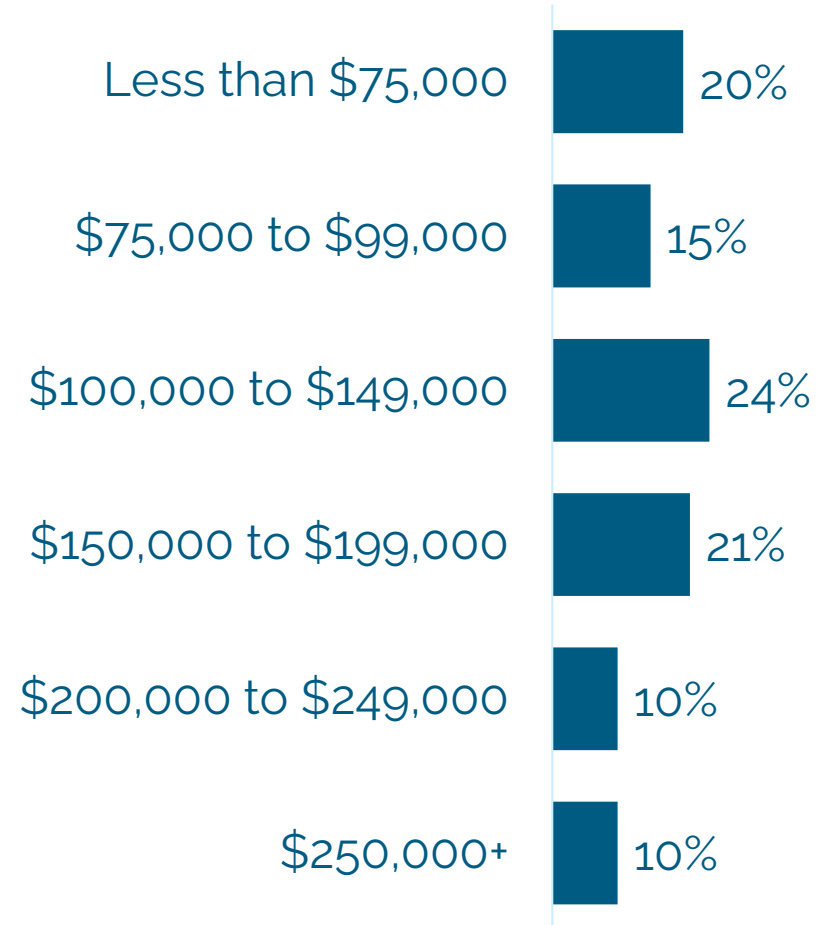 Less than $75,000 20%
$75,000 to $99,000 15%
$100,000 to $149,000 24%
$150,000 to $199,000 21%
$200,000 to $249,000 10%
$250,000+ 10%